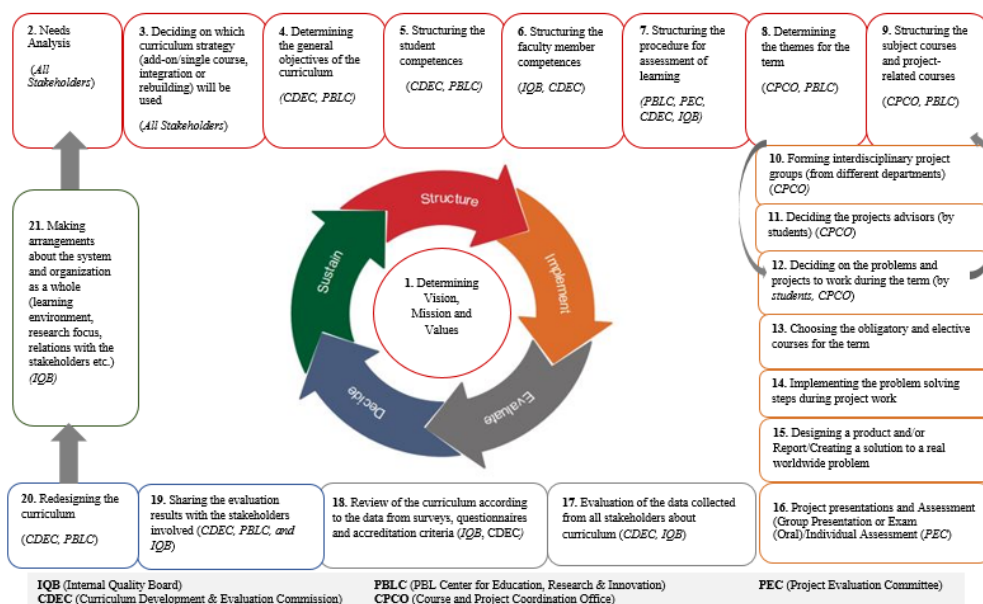 2. Needs
Analysis
(All
Stakeholders)
3. Deciding on which
curriculum strategy
(add-on/single course,
integration or
rebuilding) will be
used
(All Stakeholders)
4. Determining
the general
objectives of the
curriculum
(CDEC, PBLC)
5. Structuring
the student
competences
(CDEC, PBLC)
6. Structuring the
faculty member
competences
(IQB, CDEC)
7. Structuring the
procedure for
assessment of
learning
(PBLC, PEC,
CDEC, IQB)
8. Determining
the themes for the
term
(CPCO, PBLC)
9. Structuring the
subject courses
and project-
related courses
(CPCO, PBLC)
10. Forming interdisciplinary project
groups (from different departments)
(CPCO)
11. Deciding the projects advisors (by
students) (CPCO)
12. Deciding on the problems and
projects to work during the term (by
students, CPCO)
13. Choosing the obligatory and elective
courses for the term
14. Implementing the problem solving
steps during project work
15. Designing a product and/or
Report/Creating a solution to a real
worldwide problem
16. Project presentations and Assessment
(Group Presentation or Exam
(Oral)/Individual Assessment (PEC)
21. Making
arrangements
about the system
and organization
as a whole
(learning
environment,
research focus,
relations with the
stakeholders etc.)
(IQB)
Structure
Implement
Evaluate
Decide
Sustain
1. Determining
Vision,
Mission and
Values
20. Redesigning the
curriculum
(CDEC, PBLC)
19. Sharing the evaluation
results with the stakeholders
involved (CDEC, PBLC, and
IQB)
18. Review of the curriculum according
to the data from surveys, questionnaires
and accreditation criteria (IQB, CDEC)
17. Evaluation of the data collected
from all stakeholders about
curriculum (CDEC, IQB)
IQB (Internal Quality Board)
PBLC (PBL Center for Education, Research & Innovation)
PEC (Project Evaluation Committee)
CDEC (Curriculum Development & Evaluation Commission)
CPCO (Course and Project Coordination Office)